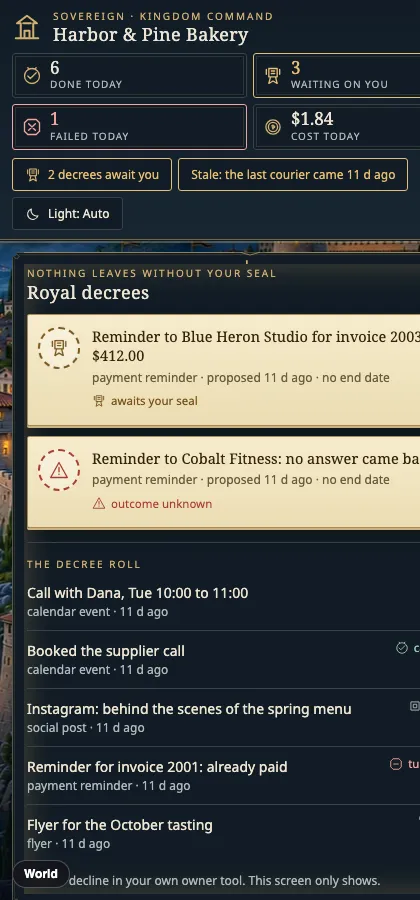 SOVEREIGN · KINGDOM COMMAND
Harbor & Pine Bakery
6
DONE TODAY
3
WAITING ON YOU
1
FAILED TODAY
$1.84
COST TODAY
2 decrees await you
Stale: the last courier came 11 d ago
Light: Auto
NOTHING LEAVES WITHOUT YOUR SEAL
Royal decrees
Reminder to Blue Heron Studio for invoice 2003
$412.00
payment reminder · proposed 11 d ago · no end date
awaits your seal
Reminder to Cobalt Fitness: no answer came
payment reminder · proposed 11 d ago · no end date
outcome unknown
THE DECREE ROLL
Call with Dana, Tue 10:00 to 11:00
calendar event · 11 d ago
Booked the supplier call
calendar event · 11 d ago
Instagram: behind the scenes of the spring menu
social post · 11 d ago
Reminder for invoice 2001: already paid
payment reminder · 11 d ago
Flyer for the October tasting
flyer · 11 d ago
World
decline in your own owner tool. This screen only shows.